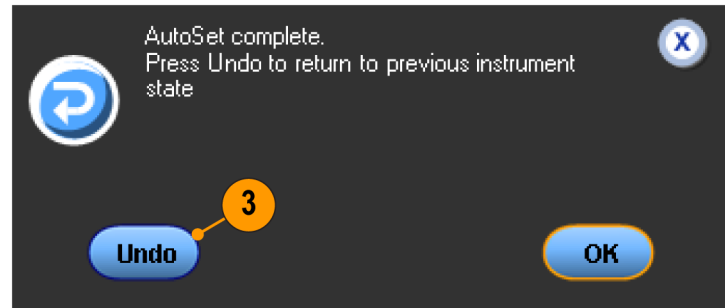 AutoSet complete.
Press Undo to return to previous instrument
state
X
3
Undo
OK